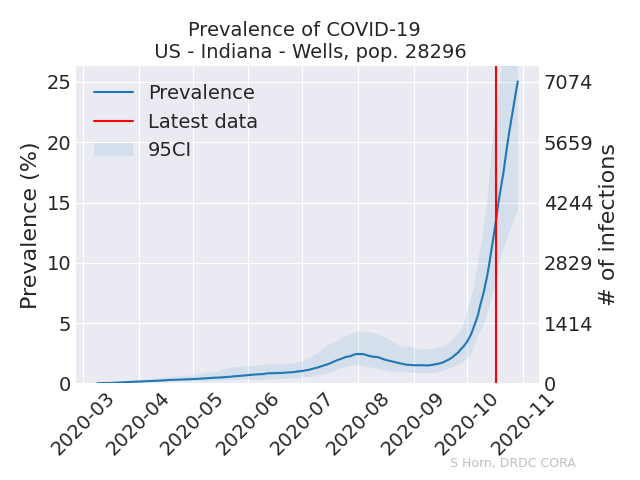 Prevalence of COVID-19
US - Indiana - Wells, pop. 28296
Prevalence
Latest data
95CI
Prevalence (%)
25
20
15
10
5
0
7074
5659
4244
2829
1414
0
# of infections
2020-03
2020-04
2020-05
2020-06
2020-07
2020-08
2020-09
2020-10
2020-11
S Horn, DRDC CORA